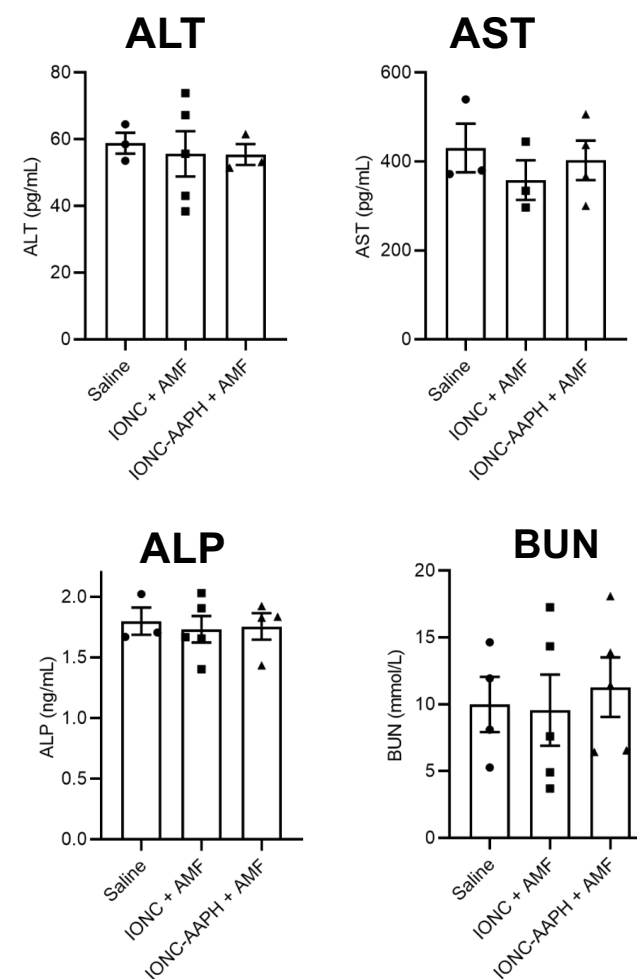 ALT
80
60
40
20
0
ALT (pg/mL)
Saline
IONC + AMF
IONC-AAPH + AMF
AST
600
400
200
0
AST (pg/mL)
Saline
IONC + AMF
IONC-AAPH + AMF
ALP
2.0
1.5
1.0
0.5
0.0
ALP (ng/mL)
Saline
IONC + AMF
IONC-AAPH + AMF
BUN
20
15
10
5
0
BUN (mmol/L)
Saline
IONC + AMF
IONC-AAPH + AMF